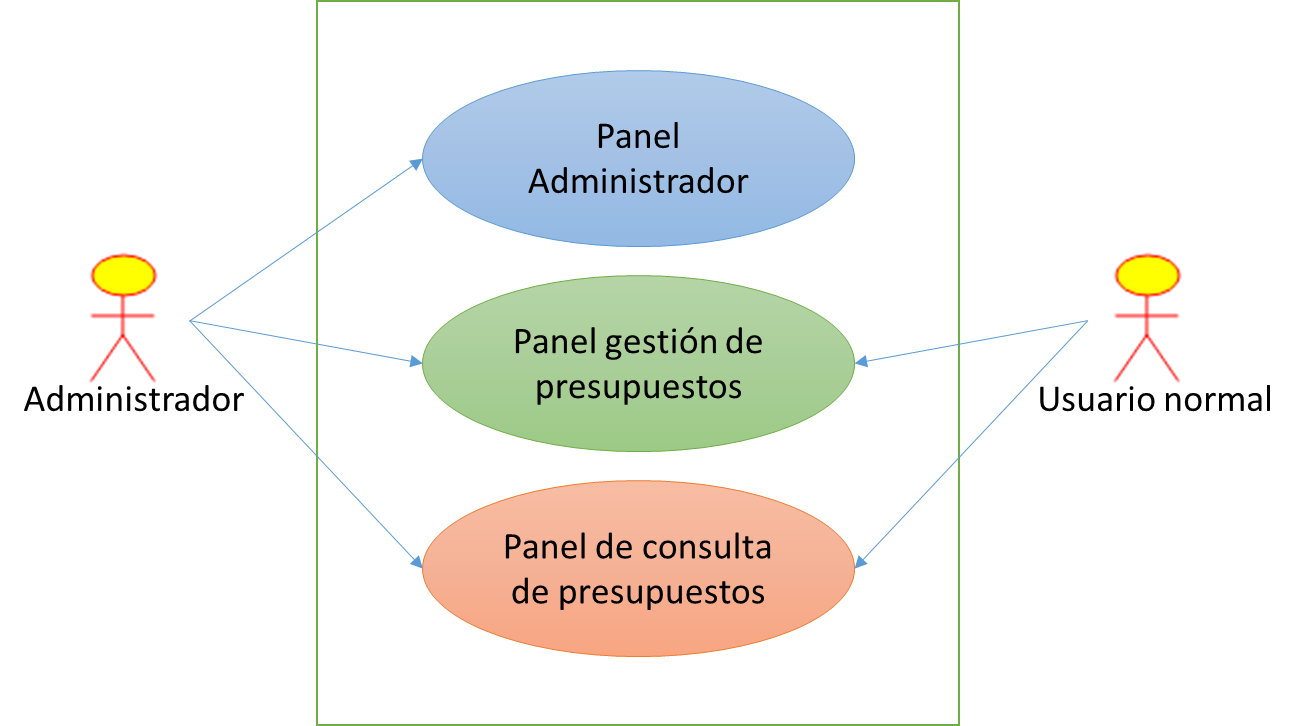 Panel
Administrador
Panel gestión de
presupuestos
Administrador
Usuario normal
Panel de consulta
de presupuestos